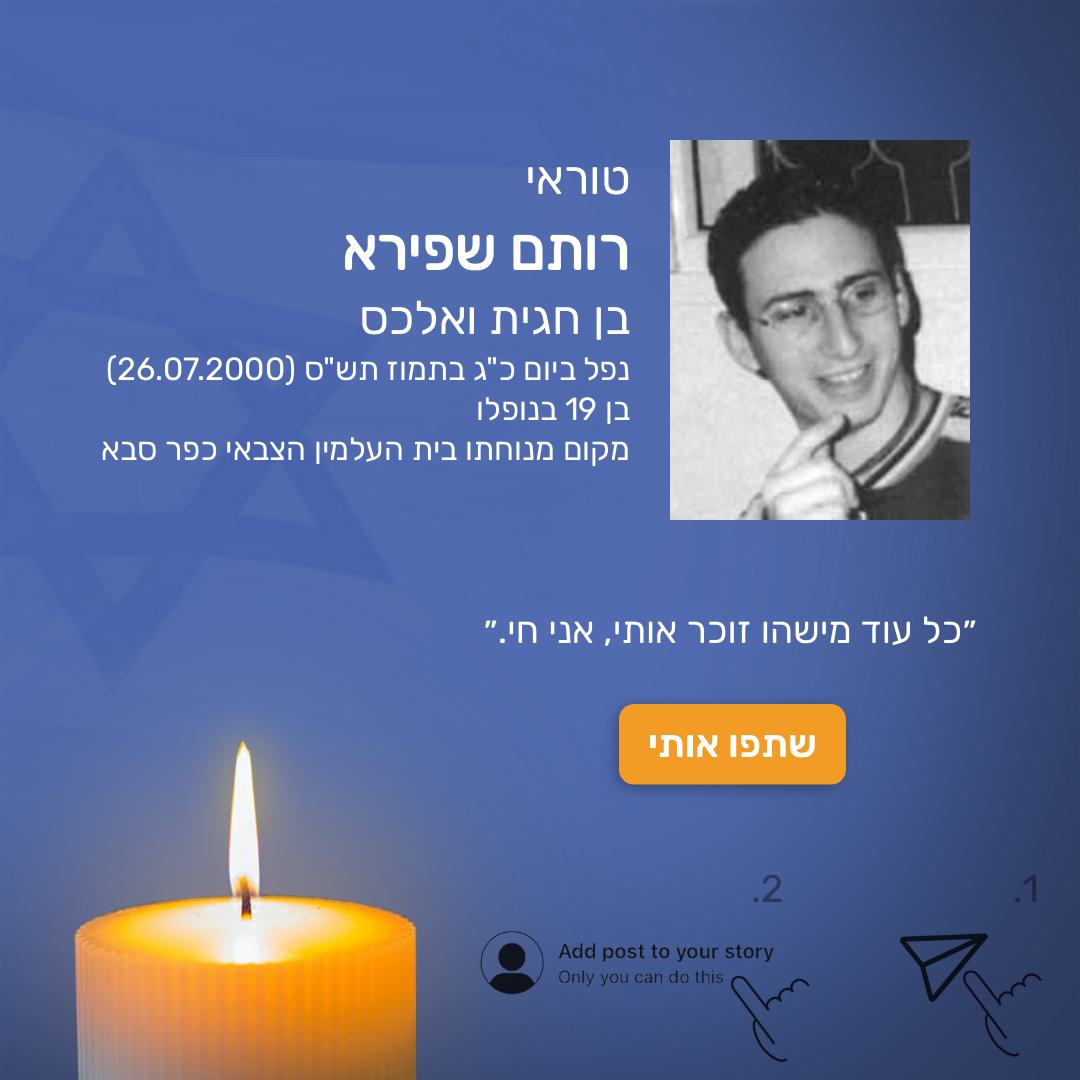 טוראי
רותם שפירא
בן חגית ואלכס
נפל ביום כ"ג בתמוז תש"ס (26.07.2000)
בן 19 בנופלו
מקום מנוחתו בית העלמין הצבאי כפר סבא
״כל עוד מישהו זוכר אותי, אני חי.״
שתפו אותי
1.
2.
Add post to your story
Only you can do this